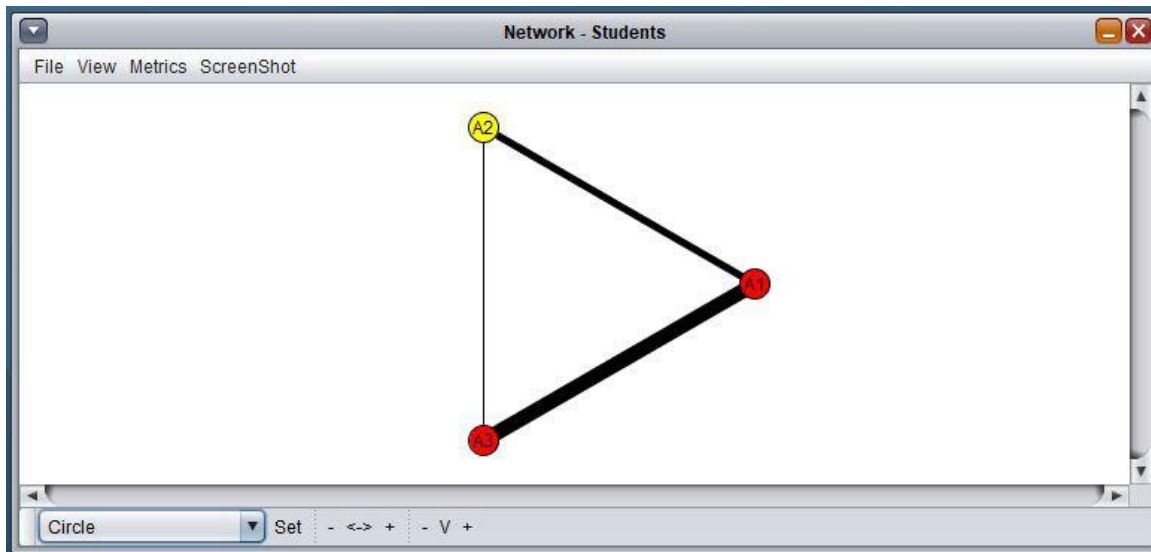 Network - Students
File View Metrics ScreenShot
A2
A1
A3
Circle Set - <-> + - V +